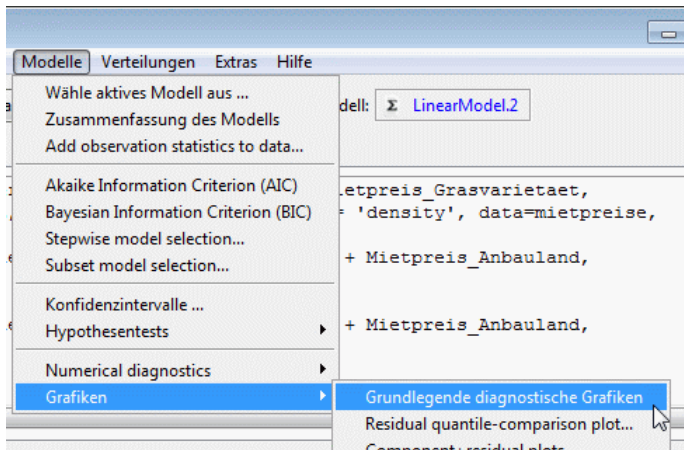 Modelle Verteilungen Extras Hilfe
Wähle aktives Modell aus ...
dell: Σ LinearModel.2
Zusammenfassung des Modells
Add observation statistics to data...
Akaike Information Criterion (AIC)
etpreis_Grasvarietaet,
Bayesian Information Criterion (BIC)
= 'density', data=mietpreise,
Stepwise model selection...
+ Mietpreis_Anbauland,
Subset model selection...
Konfidenzintervalle ...
Hypothesentests
+ Mietpreis_Anbauland,
Numerical diagnostics
Grafiken
Grundlegende diagnostische Grafiken
Residual quantile-comparison plot...